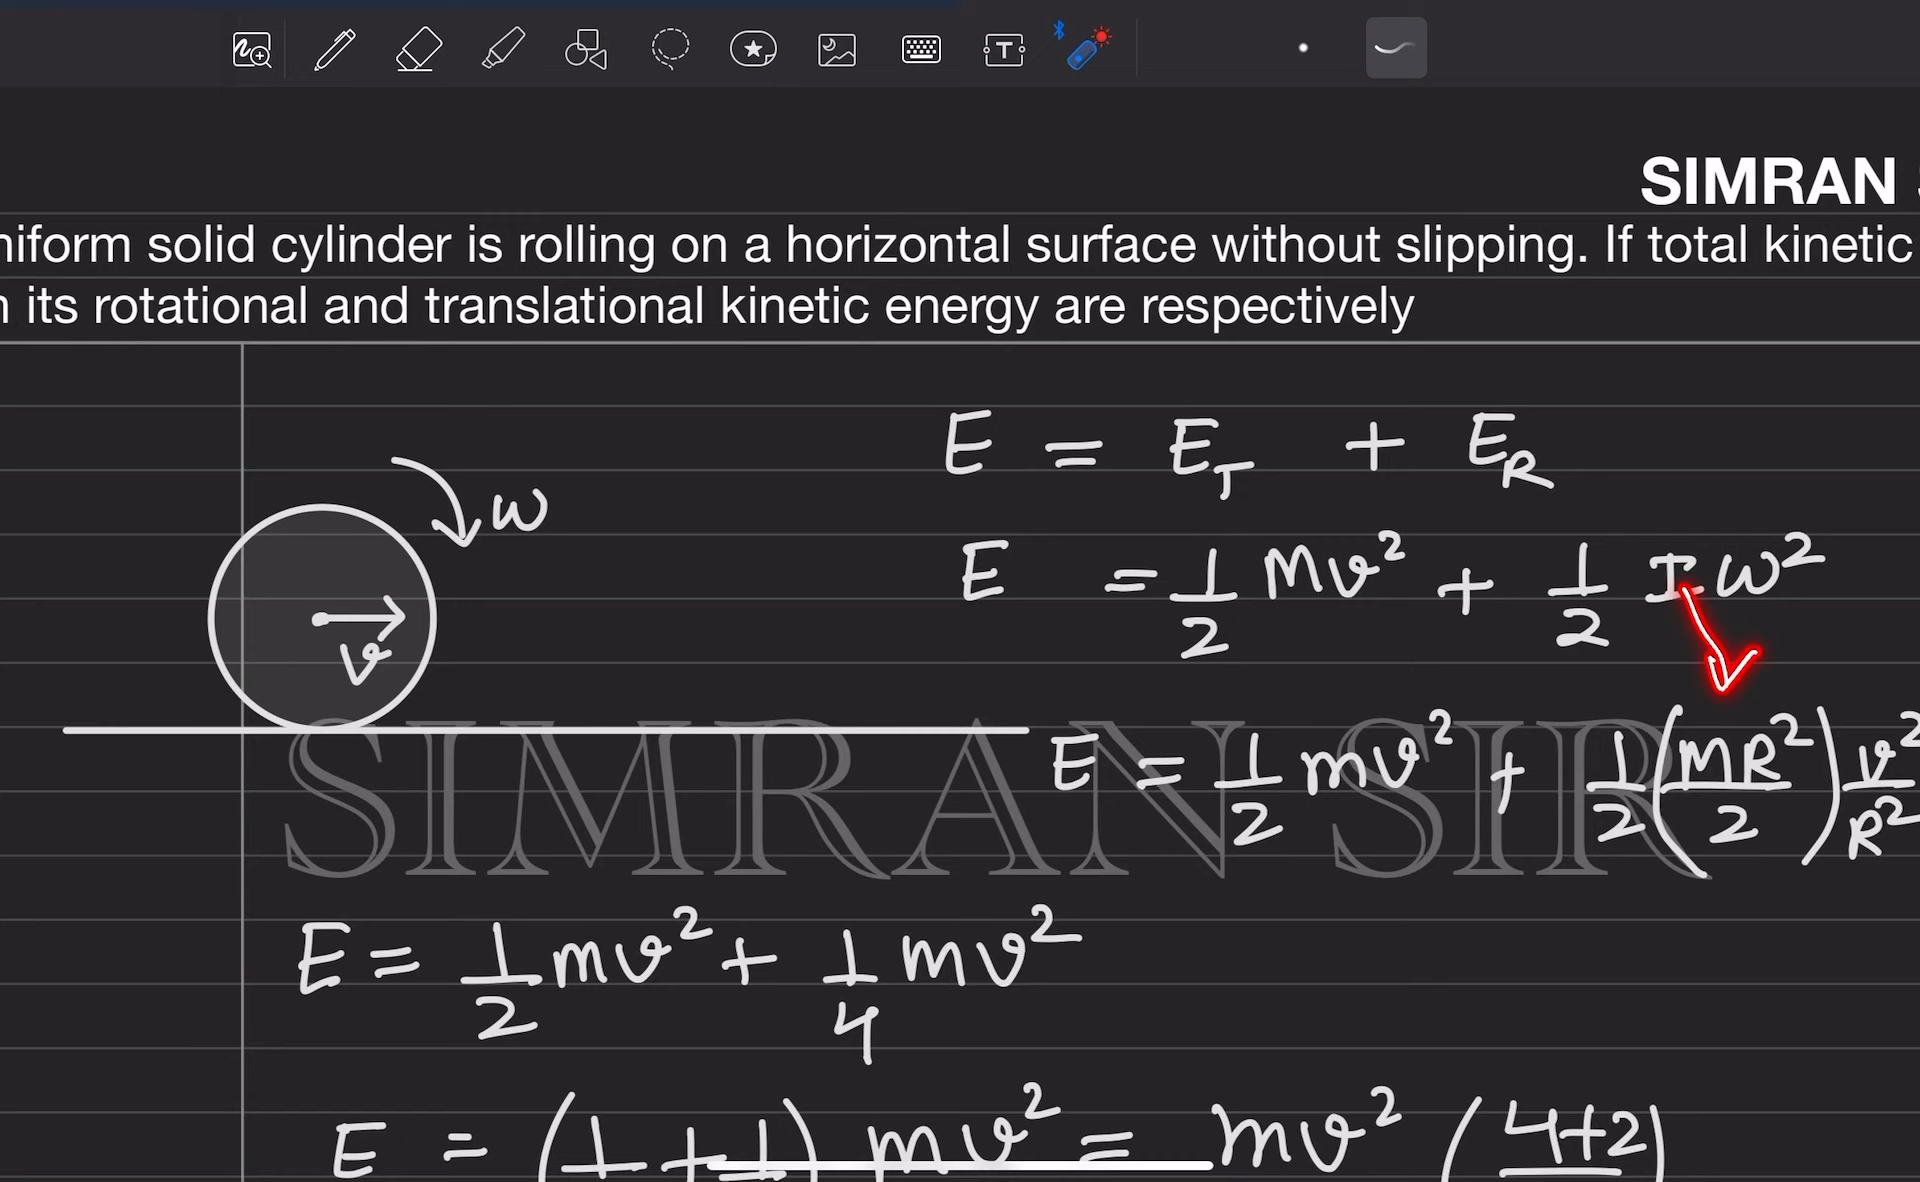 SIMRAN
niform solid cylinder is rolling on a horizontal surface without slipping. If total kinetic
its rotational and translational kinetic energy are respectively
E = E_T + E_R
ω
E = 1/2 Mv² + 1/2 Iω²
v
E = 1/2 mv² + 1/2 (MR²/2) v²/R²
SIMRAN SIR
E = 1/2 mv² + 1/4 mv²
E = (1 + 1) mv² = mv² (4+2)